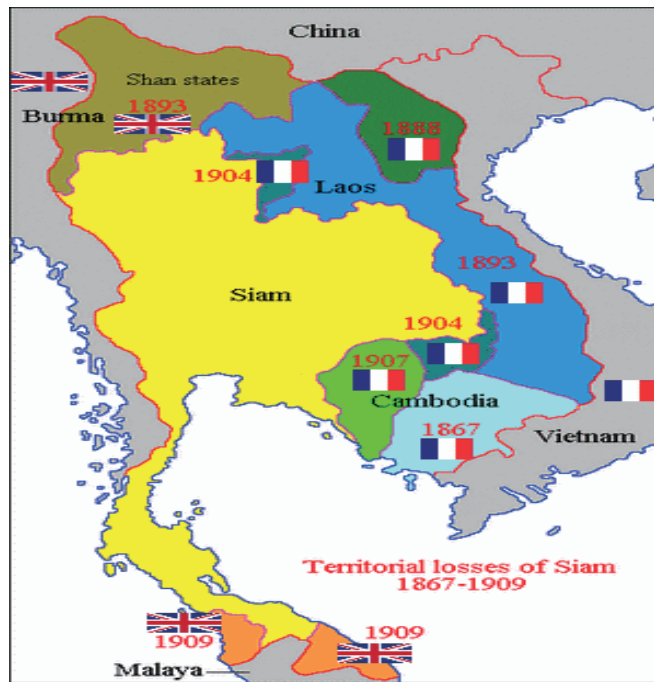 China
Shan states
1893
Burma
1888
1904
Laos
1893
Siam
1904
1907
Cambodia
1867
Vietnam
Territorial losses of Siam
1867-1909
1909
1909
Malaya